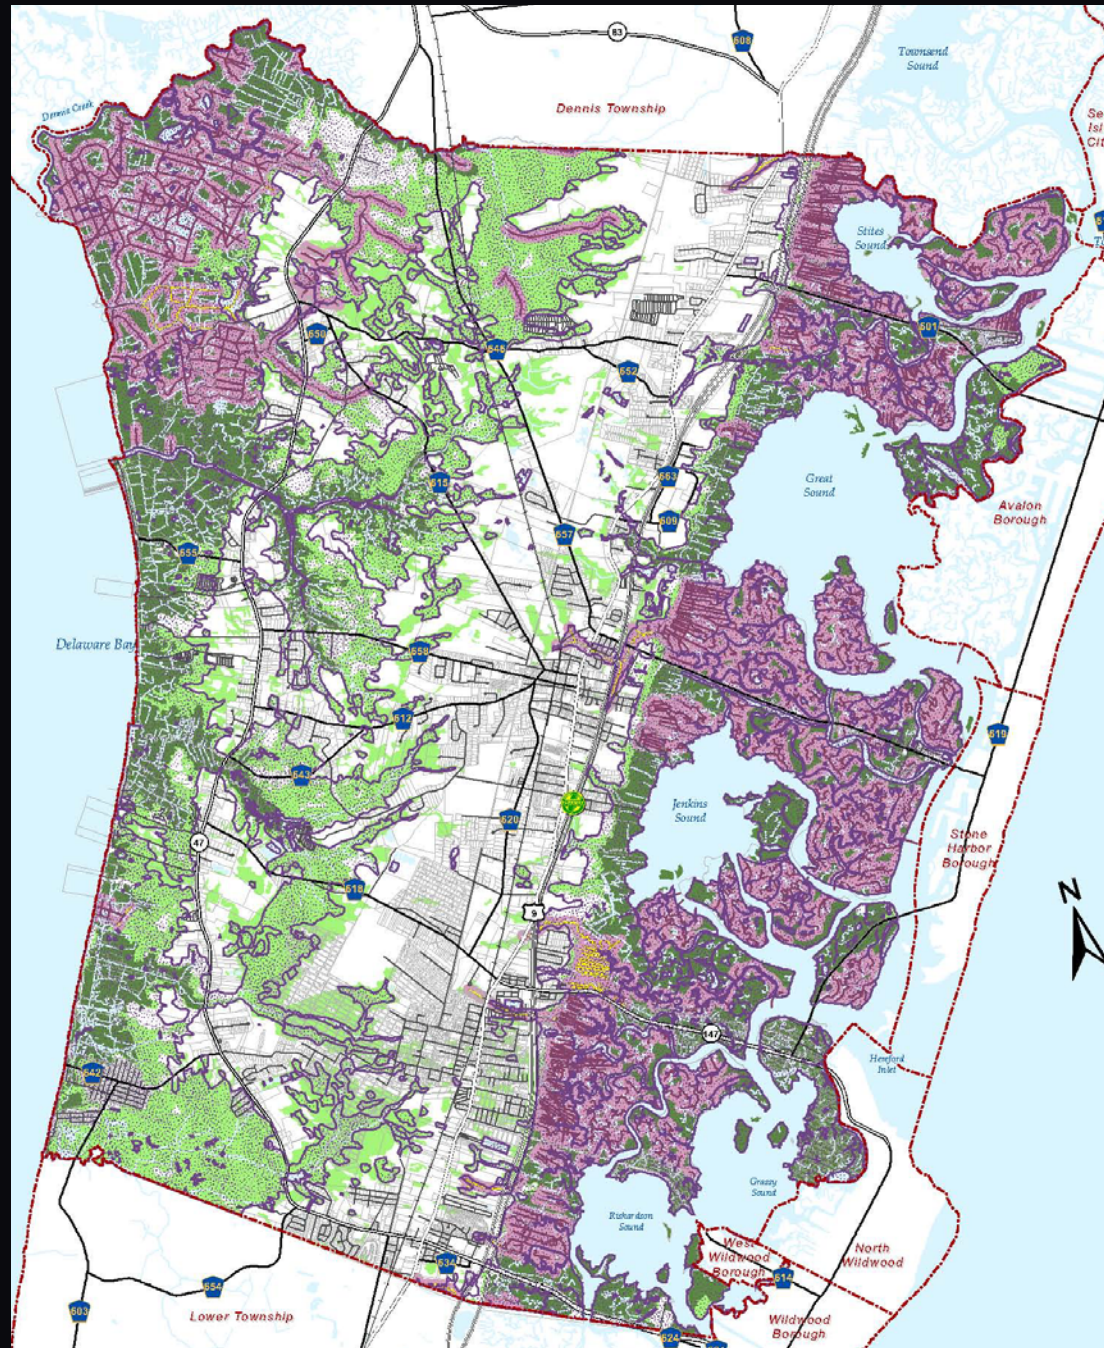 83
608
Townsend
Sound
Dennis Creek
Dennis Township
Stites
Sound
601
650
646
652
Great
Sound
615
663
609
Avalon
Borough
657
655
Delaware Bay
658
612
619
643
Jenkins
Sound
620
Stone
Harbor
Borough
47
618
N
9
147
Hereford
Inlet
642
Grassy
Sound
Richardson
Sound
West
Wildwood
Borough
North
Wildwood
634
614
654
603
Lower Township
Wildwood
Borough
624